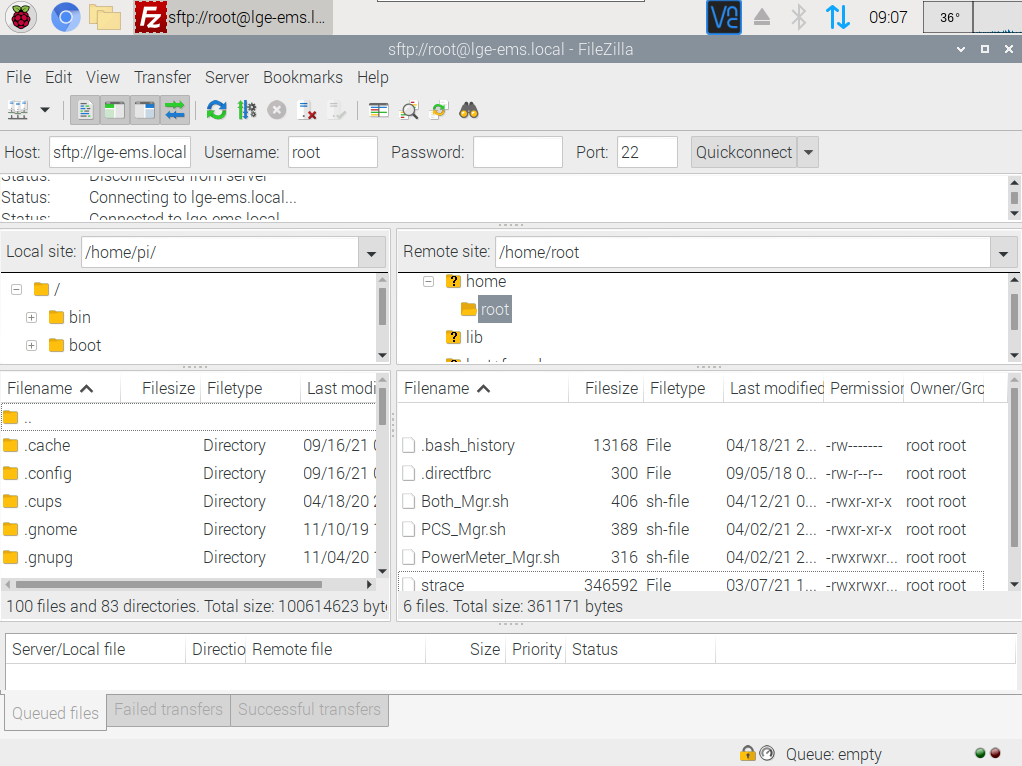 sftp://root@lge-ems.l...
VNC
09:07
36°
sftp://root@lge-ems.local - FileZilla
File Edit View Transfer Server Bookmarks Help
Host: sftp://lge-ems.local Username: root Password: Port: 22 Quickconnect
Status: Disconnected from server
Status: Connecting to lge-ems.local...
Status: Connected to lge-ems.local
Local site: /home/pi/
/
bin
boot
Remote site: /home/root
? home
root
? lib
Filename Filesize Filetype Last modi
..
.cache Directory 09/16/21 0
.config Directory 09/16/21 0
.cups Directory 04/18/20 2
.gnome Directory 11/10/19 1
.gnupg Directory 11/04/20 1
100 files and 83 directories. Total size: 100614623 byt
Filename Filesize Filetype Last modified Permission Owner/Gro
.bash_history 13168 File 04/18/21 2... -rw------- root root
.directfbrc 300 File 09/05/18 0... -rw-r--r-- root root
Both_Mgr.sh 406 sh-file 04/12/21 0... -rwxr-xr-x root root
PCS_Mgr.sh 389 sh-file 04/02/21 2... -rwxr-xr-x root root
PowerMeter_Mgr.sh 316 sh-file 04/02/21 2... -rwxrwxr... root root
strace 346592 File 03/07/21 1... -rwxrwxr... root root
6 files. Total size: 361171 bytes
Server/Local file Directio Remote file Size Priority Status
Queued files Failed transfers Successful transfers
Queue: empty